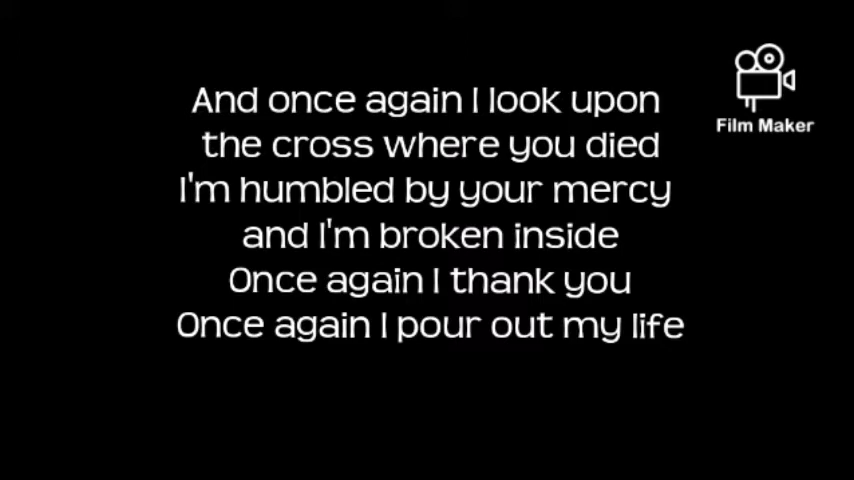 And once again I look upon
the cross where you died
I'm humbled by your mercy
and I'm broken inside
Once again I thank you
Once again I pour out my life
Film Maker